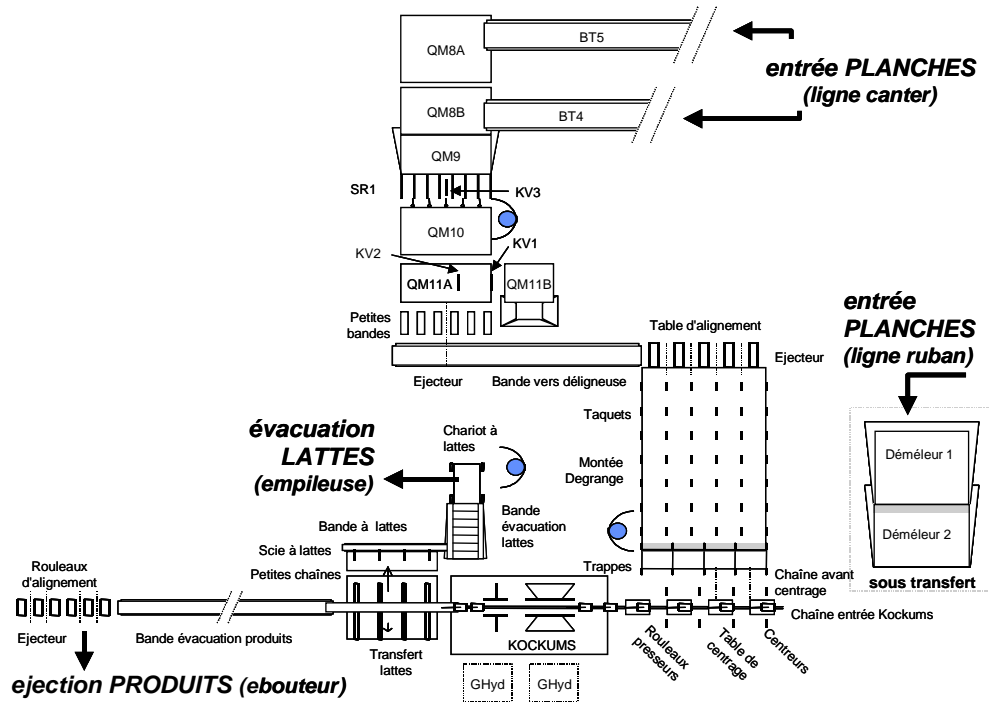 QM8A
BT5
entrée PLANCHES
(ligne canter)
QM8B
BT4
QM9
SR1
KV3
QM10
KV2
KV1
QM11A
QM11B
Petites
bandes
Table d'alignement
Ejecteur
entrée
PLANCHES
(ligne ruban)
Ejecteur
Bande vers déligneuse
Taquets
évacuation
LATTES
(empileuse)
Chariot à
lattes
Montée
Degrange
Démêleur 1
Démêleur 2
sous transfert
Bande à lattes
Bande
évacuation
lattes
Scie à lattes
Petites chaînes
Trappes
Chaîne avant
centrage
Chaîne entrée Kockums
Rouleaux
d'alignement
Ejecteur
Bande évacuation produits
Transfert
lattes
KOCKUMS
Rouleaux
presseurs
Table de
centrage
Centreurs
GHyd
GHyd
ejection PRODUITS (ebouteur)